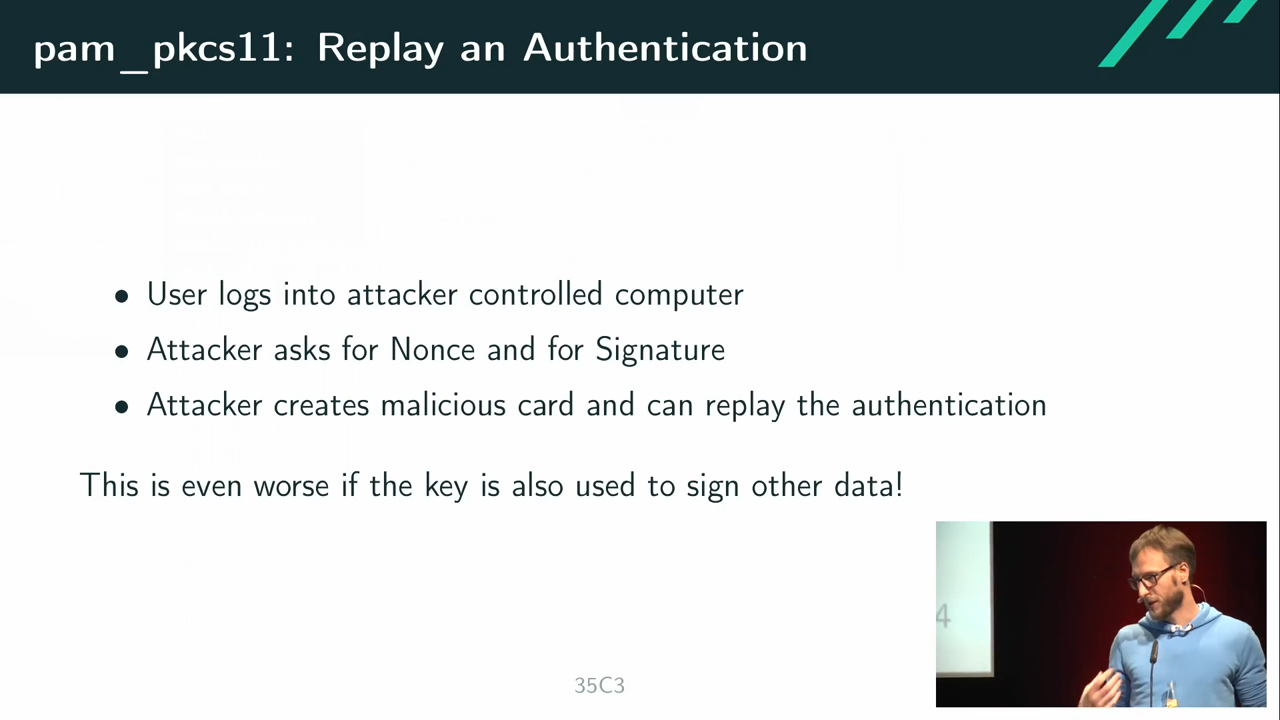 pam_pkcs11: Replay an Authentication
• User logs into attacker controlled computer
• Attacker asks for Nonce and for Signature
• Attacker creates malicious card and can replay the authentication
This is even worse if the key is also used to sign other data!
4
35C3